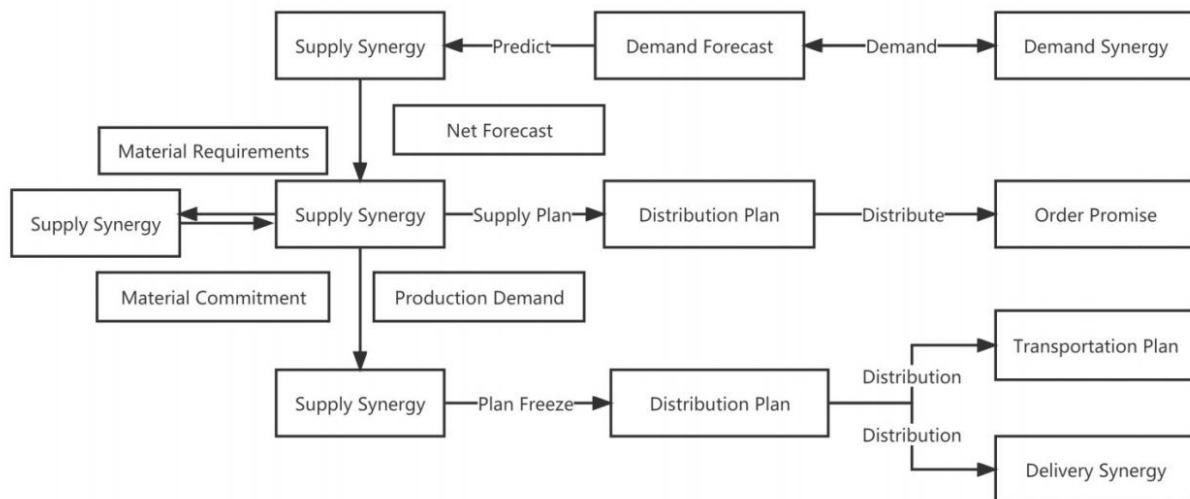 Supply Synergy
Predict
Demand Forecast
Demand
Demand Synergy
Net Forecast
Material Requirements
Supply Synergy
Supply Synergy
Supply Plan
Distribution Plan
Distribute
Order Promise
Material Commitment
Production Demand
Transportation Plan
Distribution
Supply Synergy
Plan Freeze
Distribution Plan
Distribution
Delivery Synergy